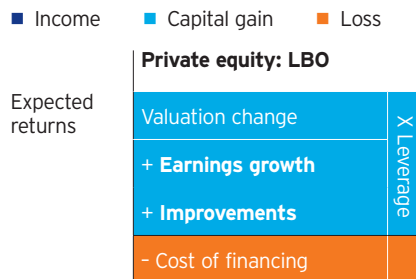 Income Capital gain Loss
Private equity: LBO
Expected
returns
Valuation change
+ Earnings growth
+ Improvements
X Leverage
– Cost of financing